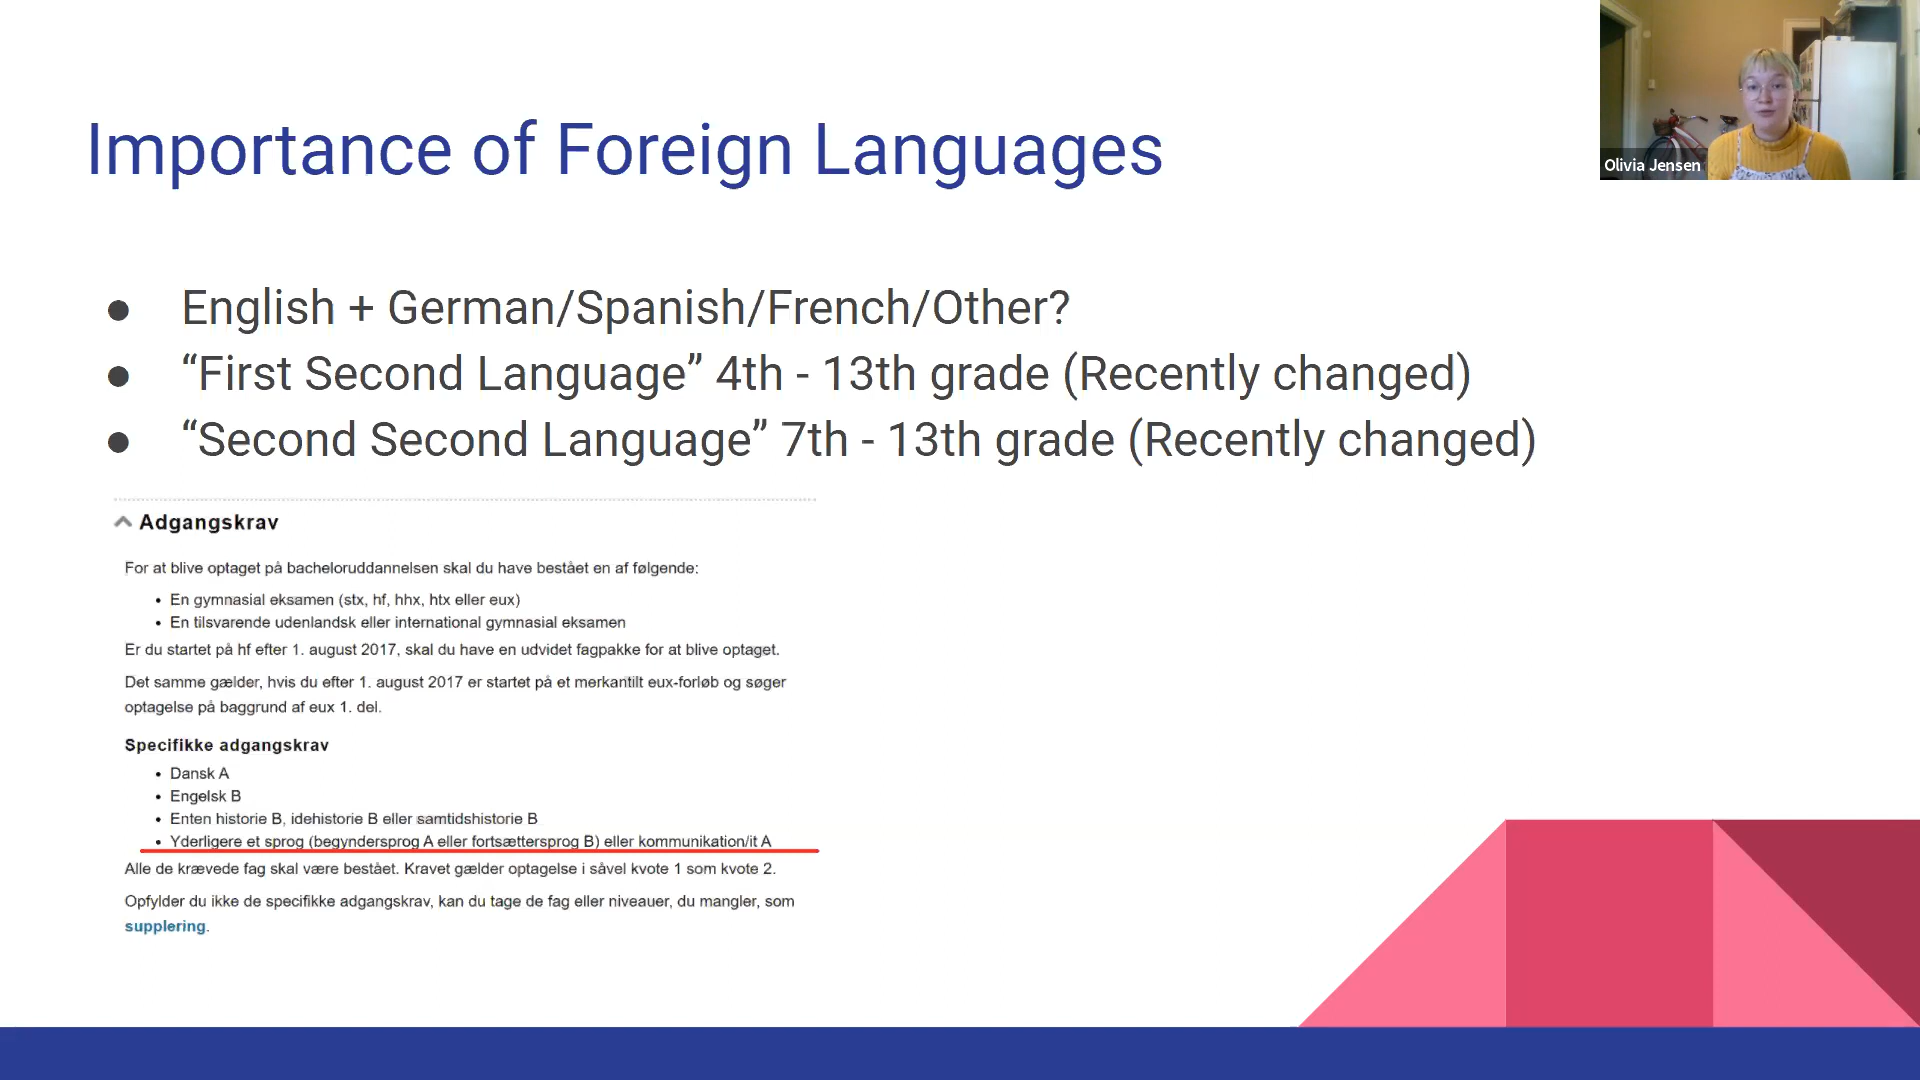 Importance of Foreign Languages
Olivia Jensen
● English + German/Spanish/French/Other?
● “First Second Language” 4th - 13th grade (Recently changed)
● “Second Second Language” 7th - 13th grade (Recently changed)
Adgangskrav
For at blive optaget på bacheloruddannelsen skal du have bestået en af følgende:
• En gymnasial eksamen (stx, hf, hhx, htx eller eux)
• En tilsvarende udenlandsk eller international gymnasial eksamen
Er du startet på hf efter 1. august 2017, skal du have en udvidet fagpakke for at blive optaget.
Det samme gælder, hvis du efter 1. august 2017 er startet på et merkantilt eux-forløb og søger
optagelse på baggrund af eux 1. del.
Specifikke adgangskrav
• Dansk A
• Engelsk B
• Enten historie B, idehistorie B eller samtidshistorie B
• Yderligere et sprog (begyndersprog A eller fortsættersprog B) eller kommunikation/it A
Alle de krævede fag skal være bestået. Kravet gælder optagelse i såvel kvote 1 som kvote 2.
Opfylder du ikke de specifikke adgangskrav, kan du tage de fag eller niveauer, du mangler, som
supplering.